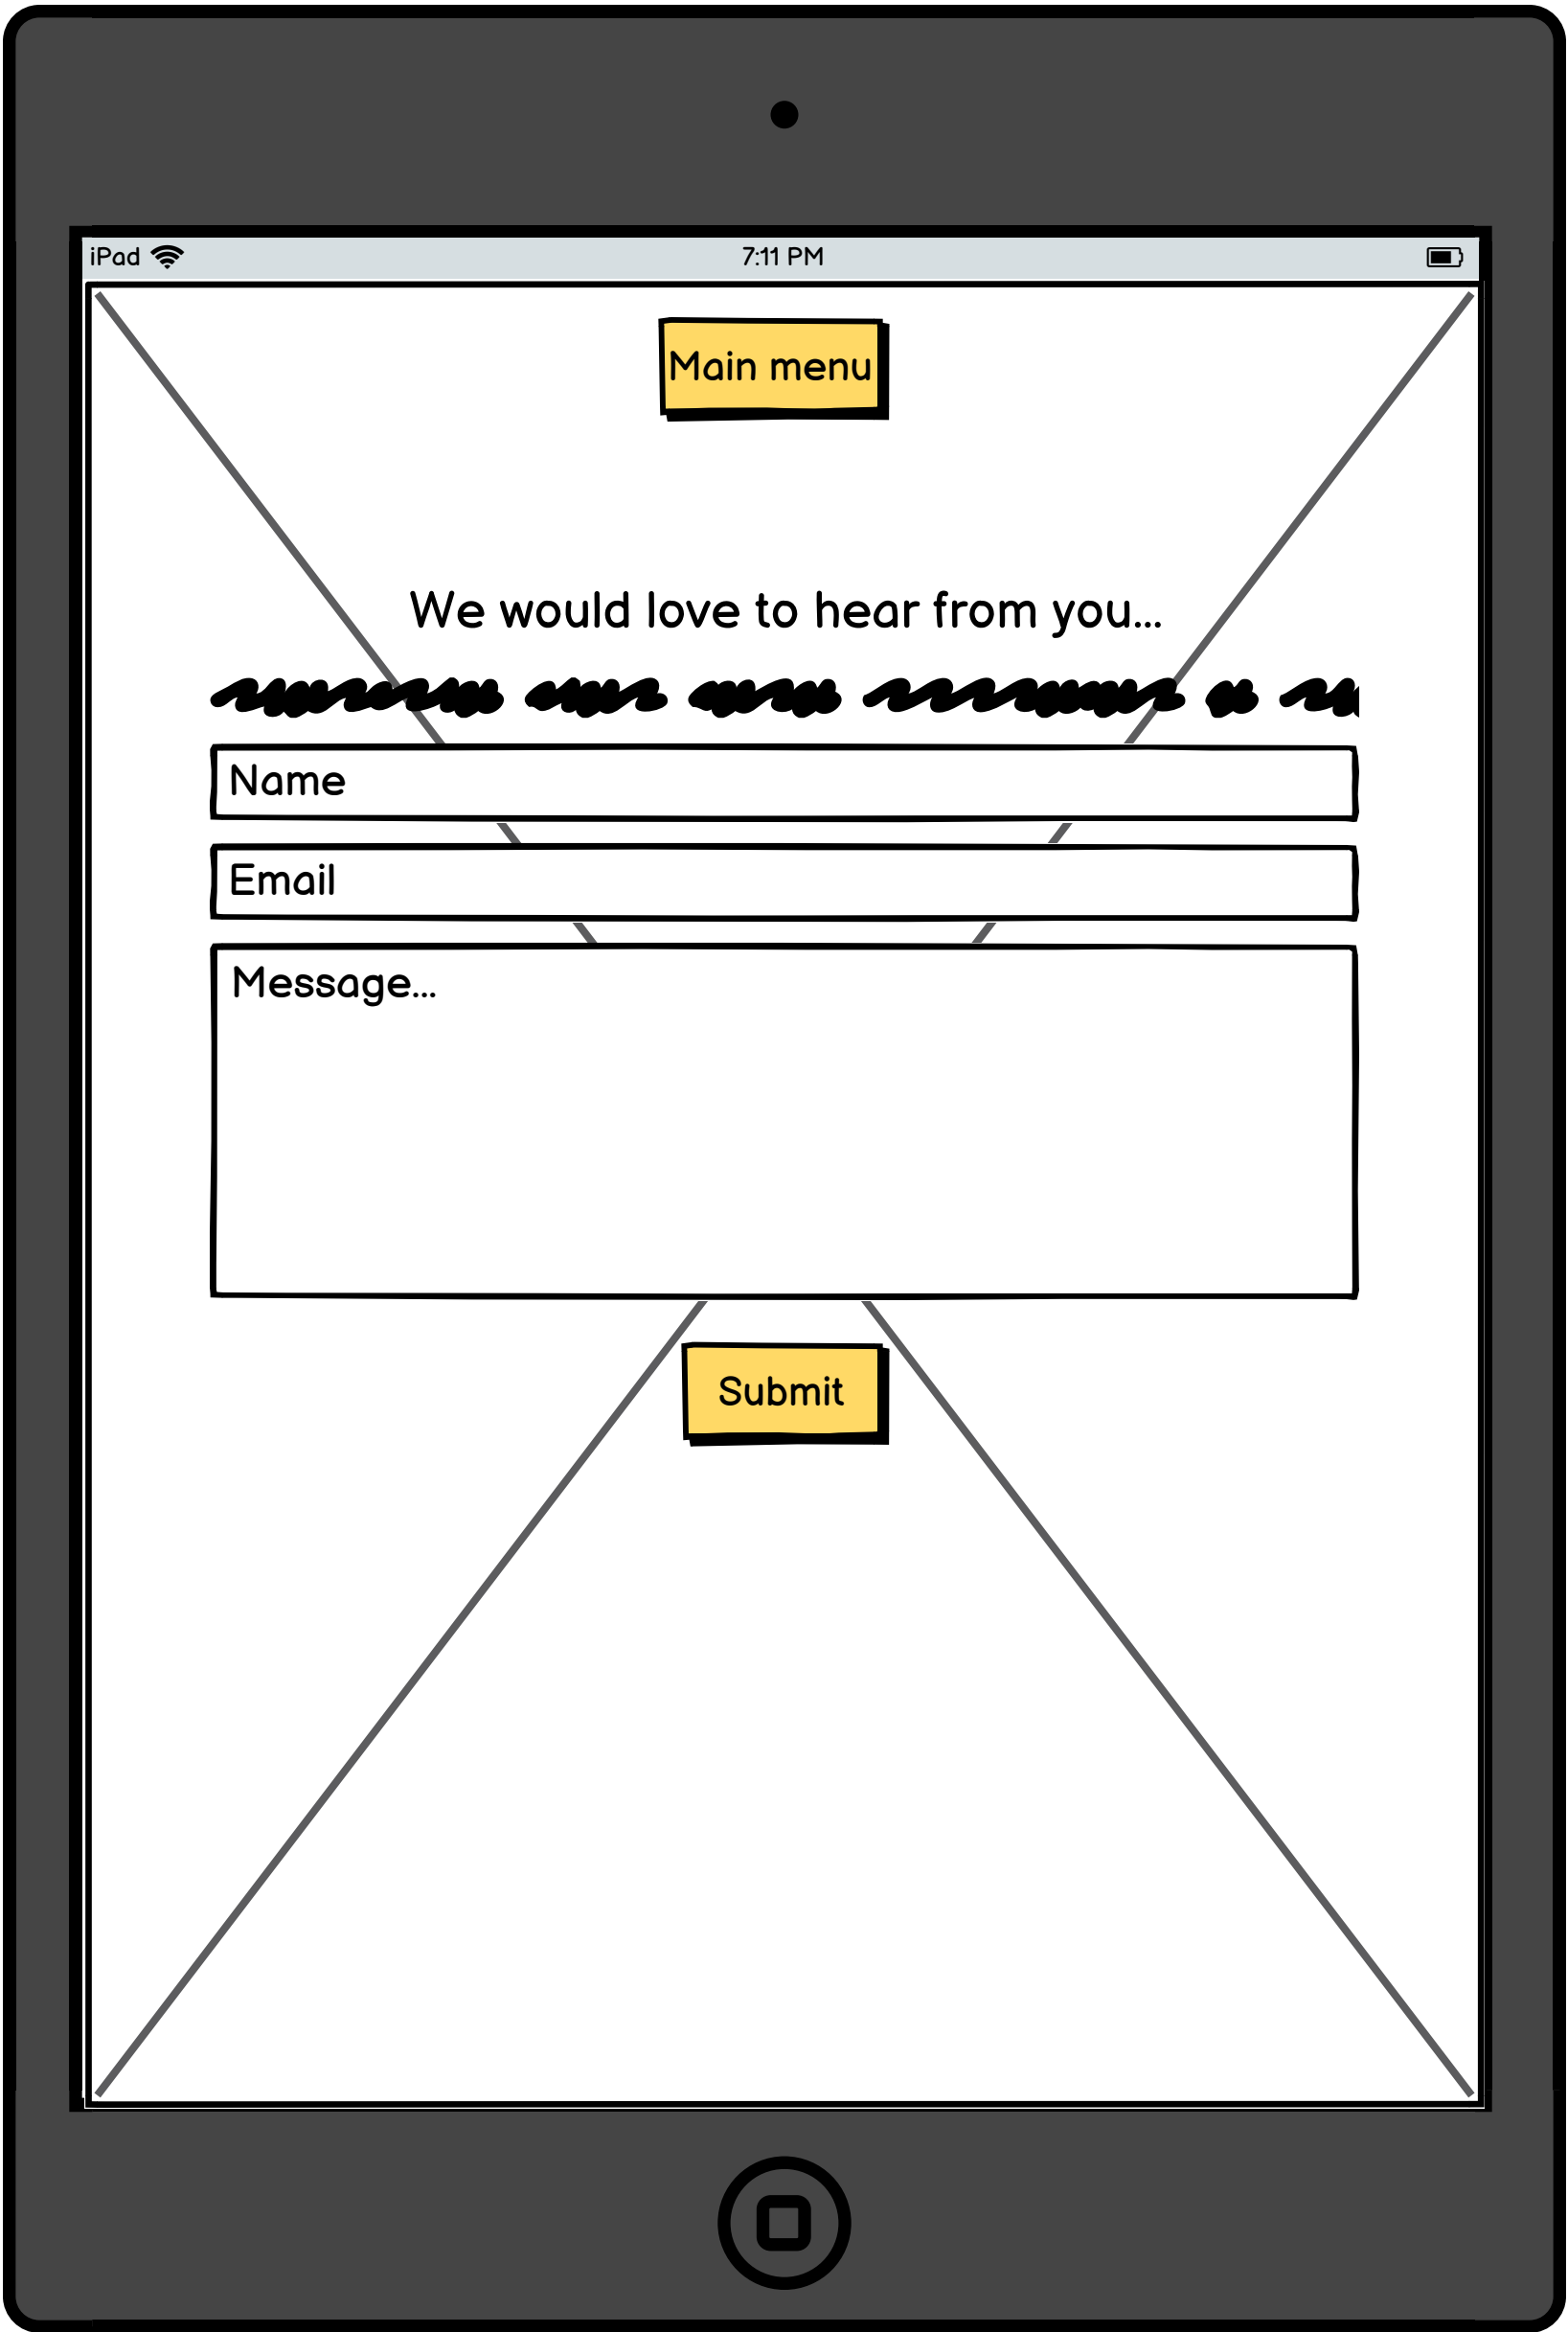 iPad 7:11 PM
Main menu
We would love to hear from you...
Name
Email
Message...
Submit